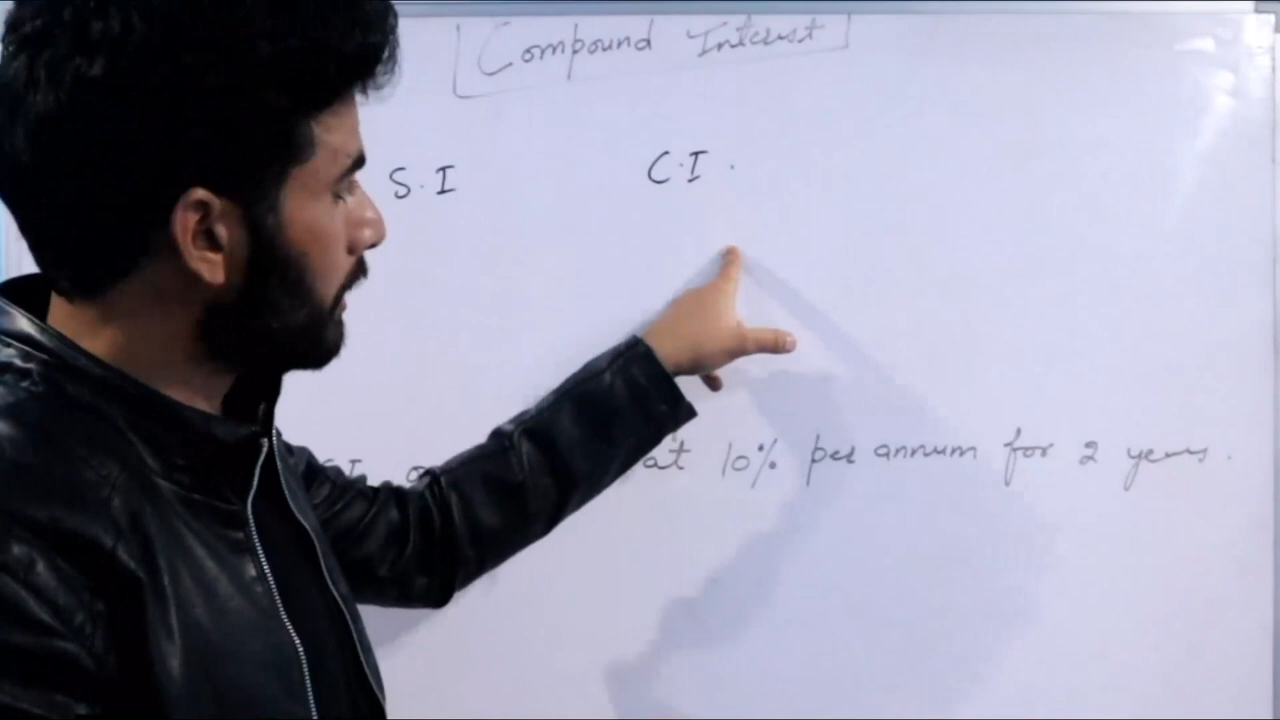 Compound Interest
S.I C.I.
at 10% per annum for 2 years.